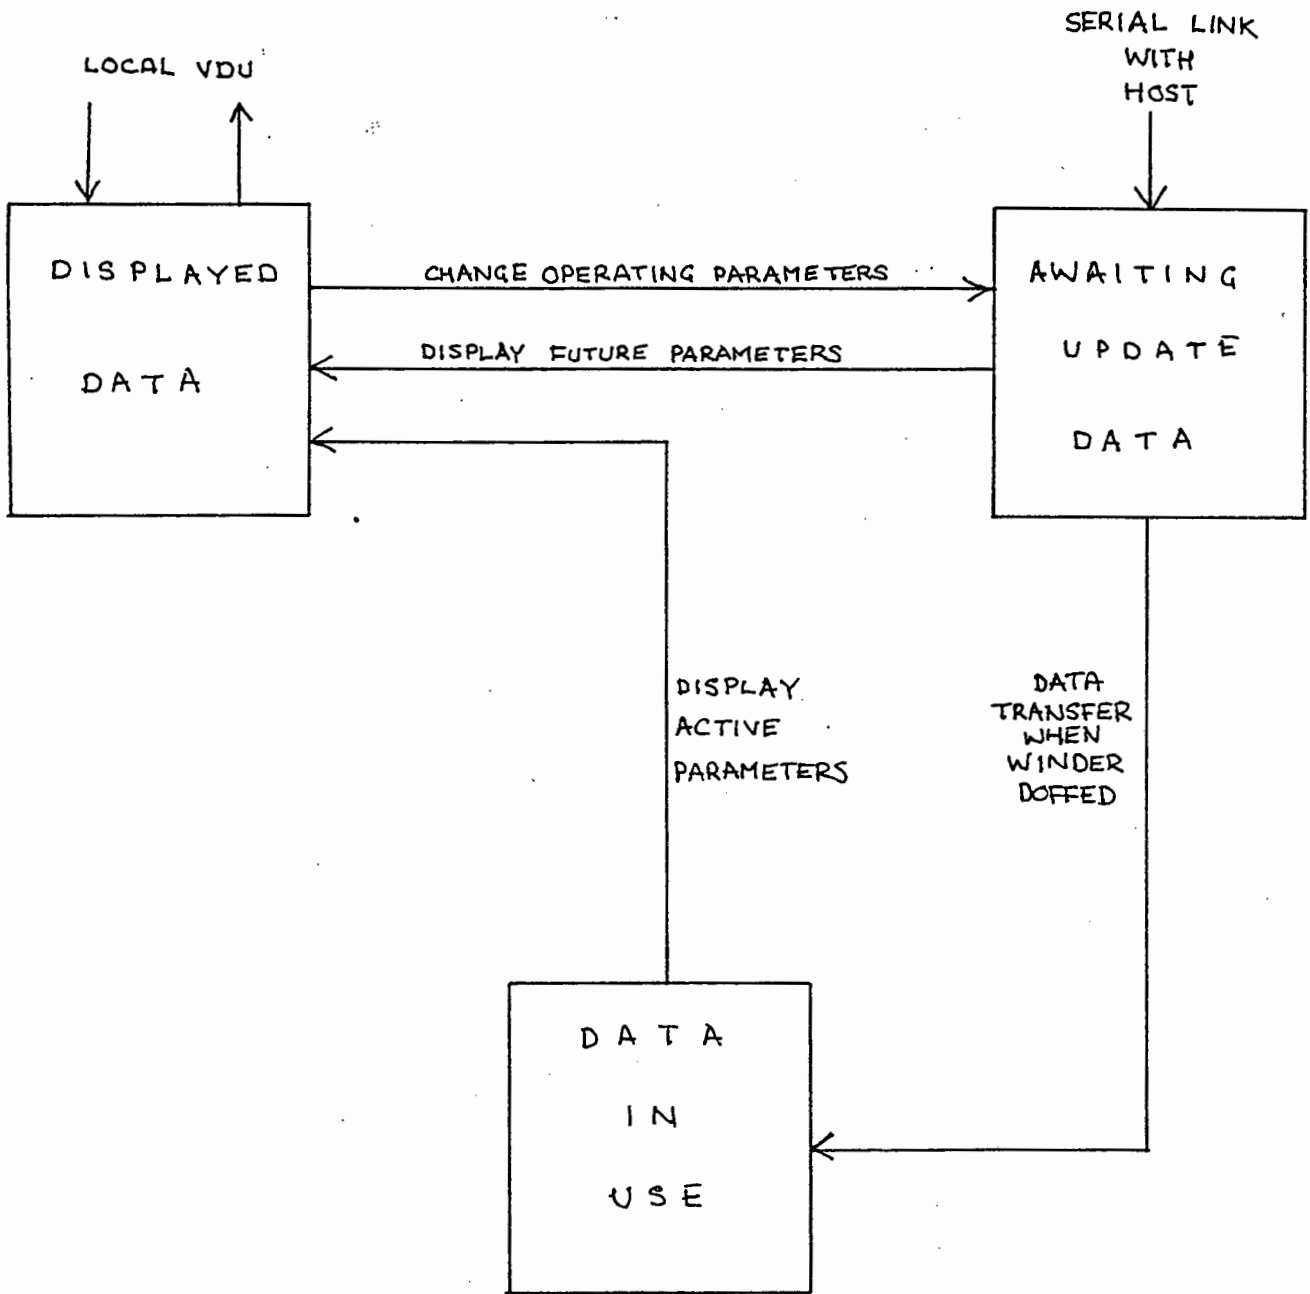 LOCAL VDU
SERIAL LINK
WITH
HOST
DISPLAYED
DATA
CHANGE OPERATING PARAMETERS
DISPLAY FUTURE PARAMETERS
AWAITING
UPDATE
DATA
DISPLAY
ACTIVE
PARAMETERS
DATA
TRANSFER
WHEN
WINDER
DOFFED
DATA
IN
USE